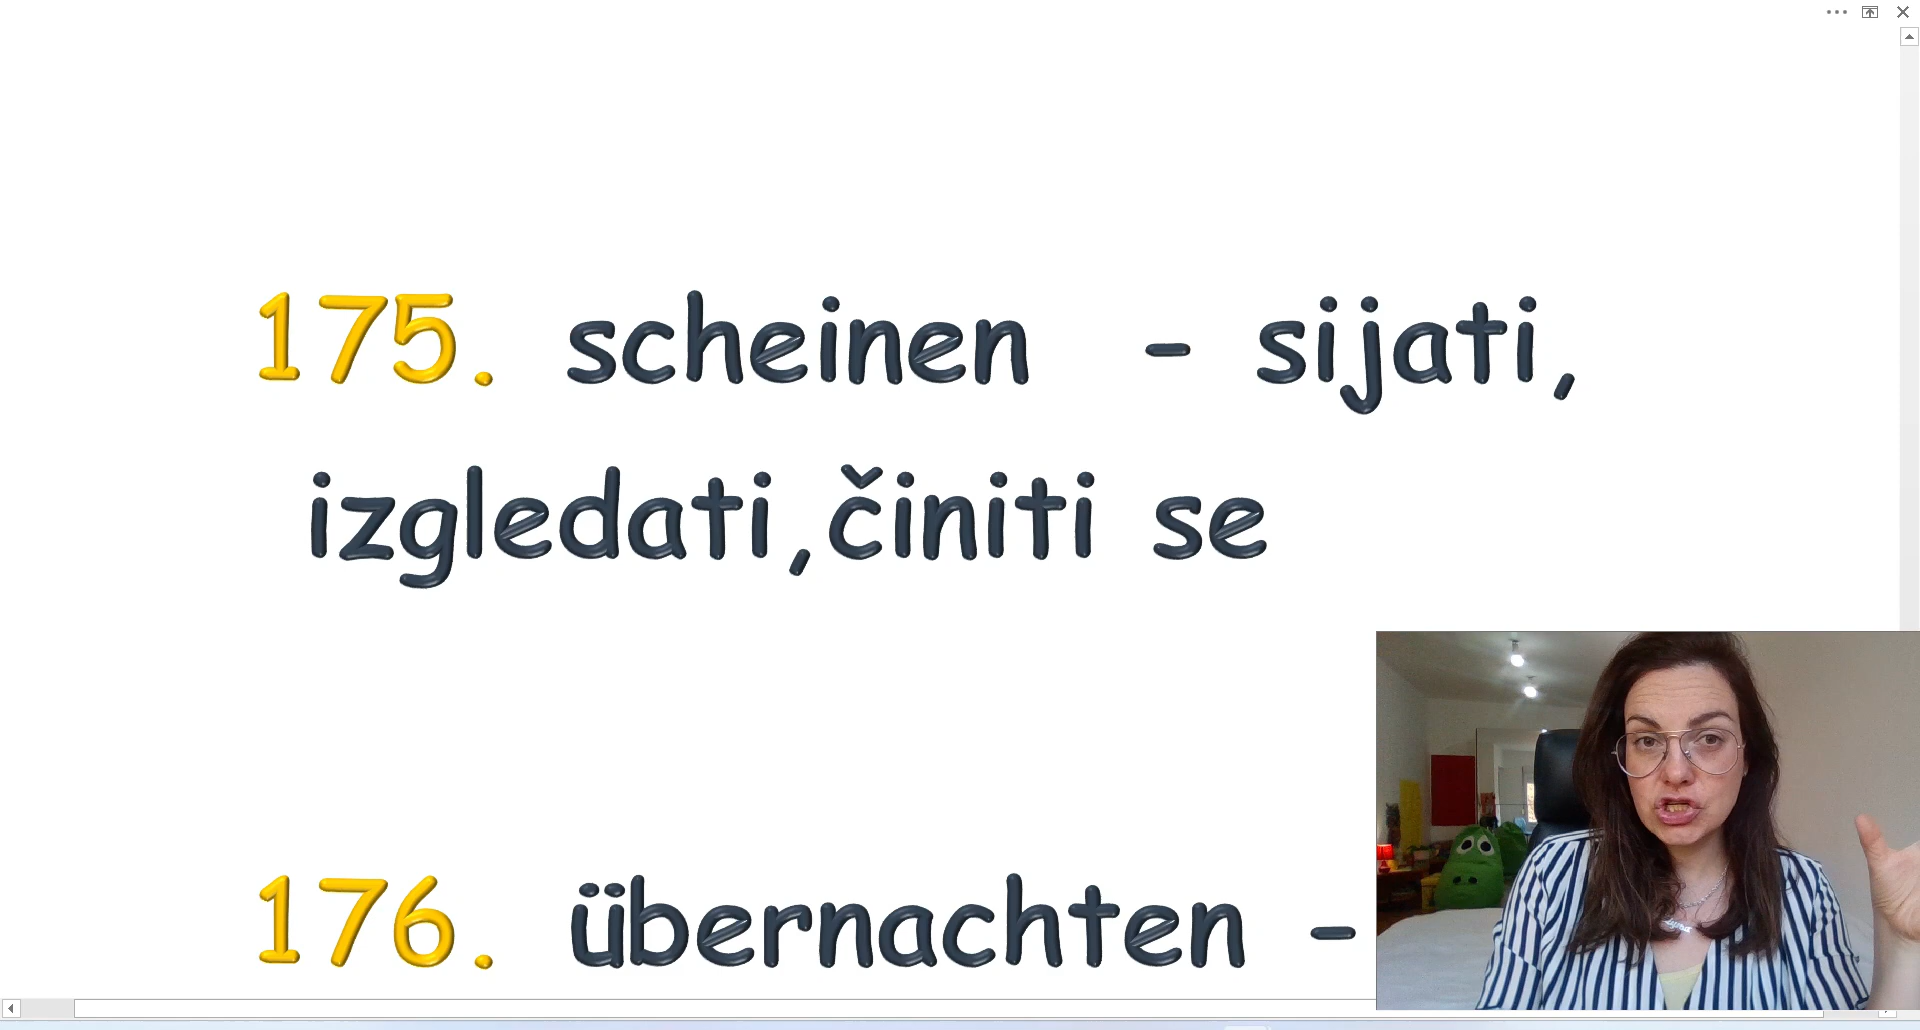 175. scheinen - sijati,
izgledati,činiti se
176. übernachten -